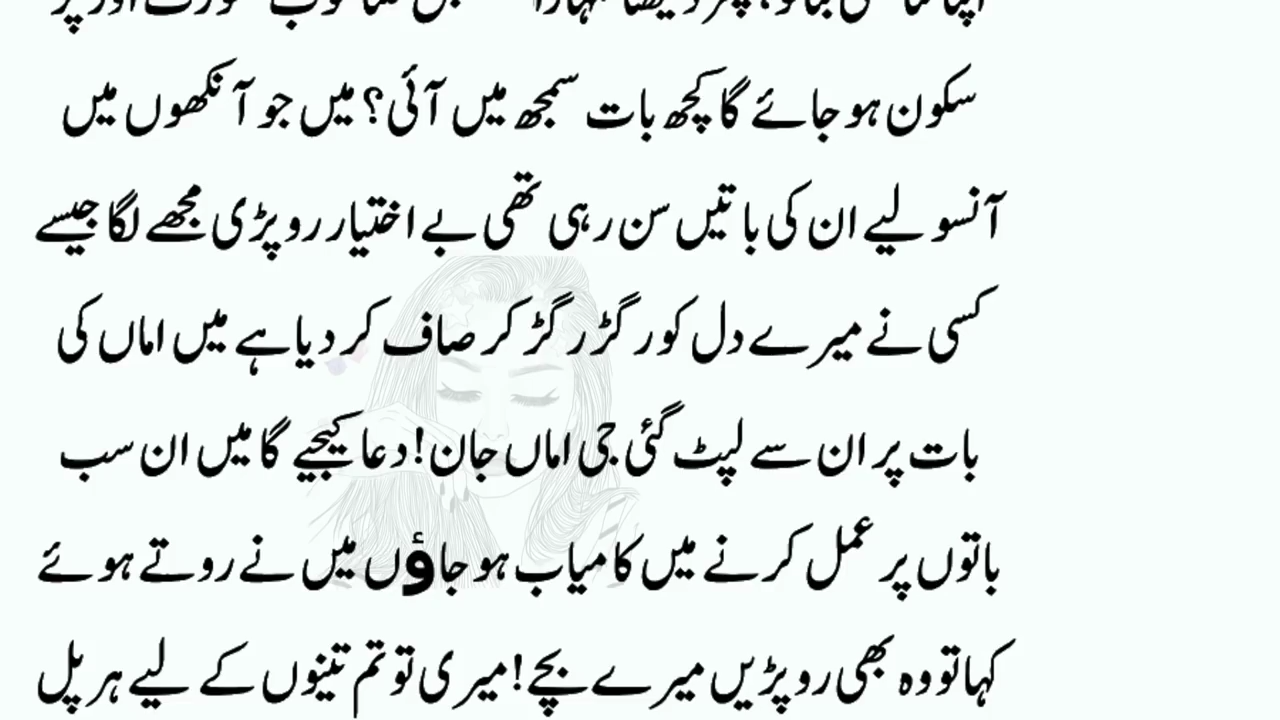 سکون ہو جائے گا کچھ بات سمجھ میں آئی؟ میں جو آنکھوں میں
آنسو لیے ان کی باتیں سن رہی تھی بے اختیار رو پڑی مجھے لگا جیسے
کسی نے میرے دل کو رگڑ رگڑ کر صاف کر دیا ہے میں اماں کی
بات پر ان سے لپٹ گئی جی اماں جان! دعا کیجیے گا میں ان سب
باتوں پر عمل کرنے میں کامیاب ہو جاؤں میں نے روتے ہوئے
کہا تو وہ بھی رو پڑیں میرے بچے! میری تو تم تینوں کے لیے ہر پل